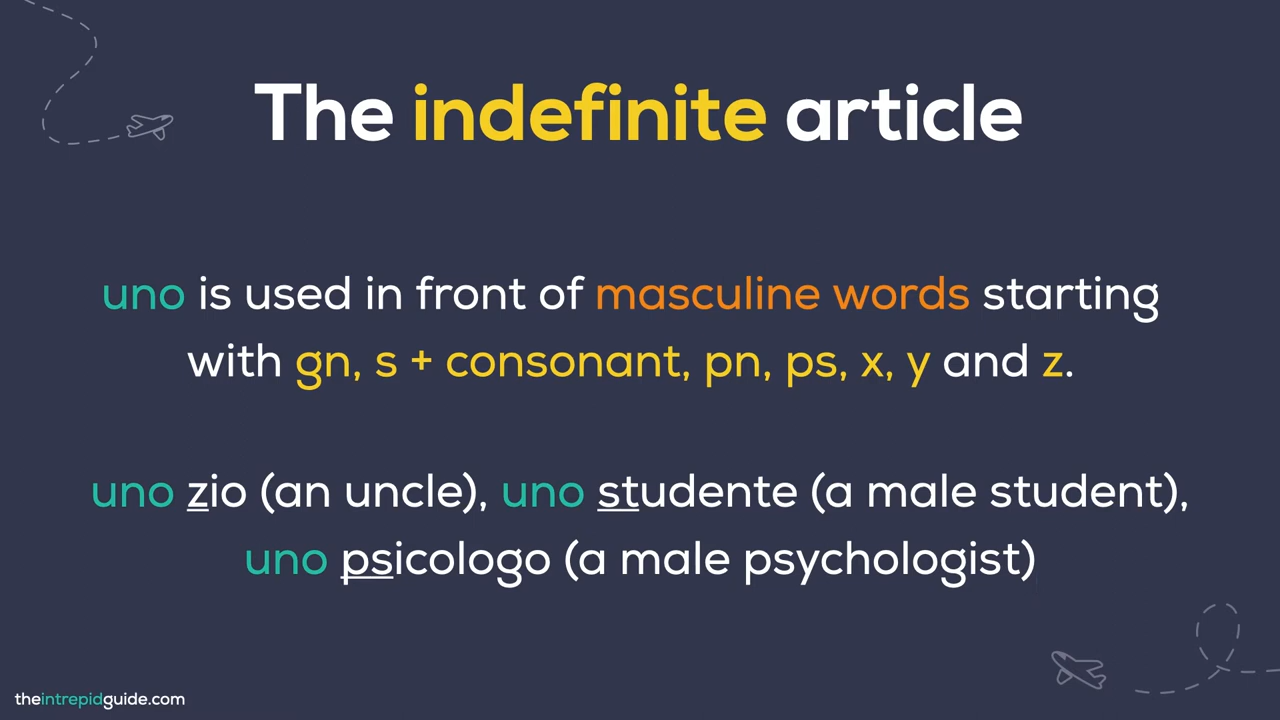 The indefinite article
uno is used in front of masculine words starting
with gn, s + consonant, pn, ps, x, y and z.
uno zio (an uncle), uno studente (a male student),
uno psicologo (a male psychologist)
theintrepidguide.com